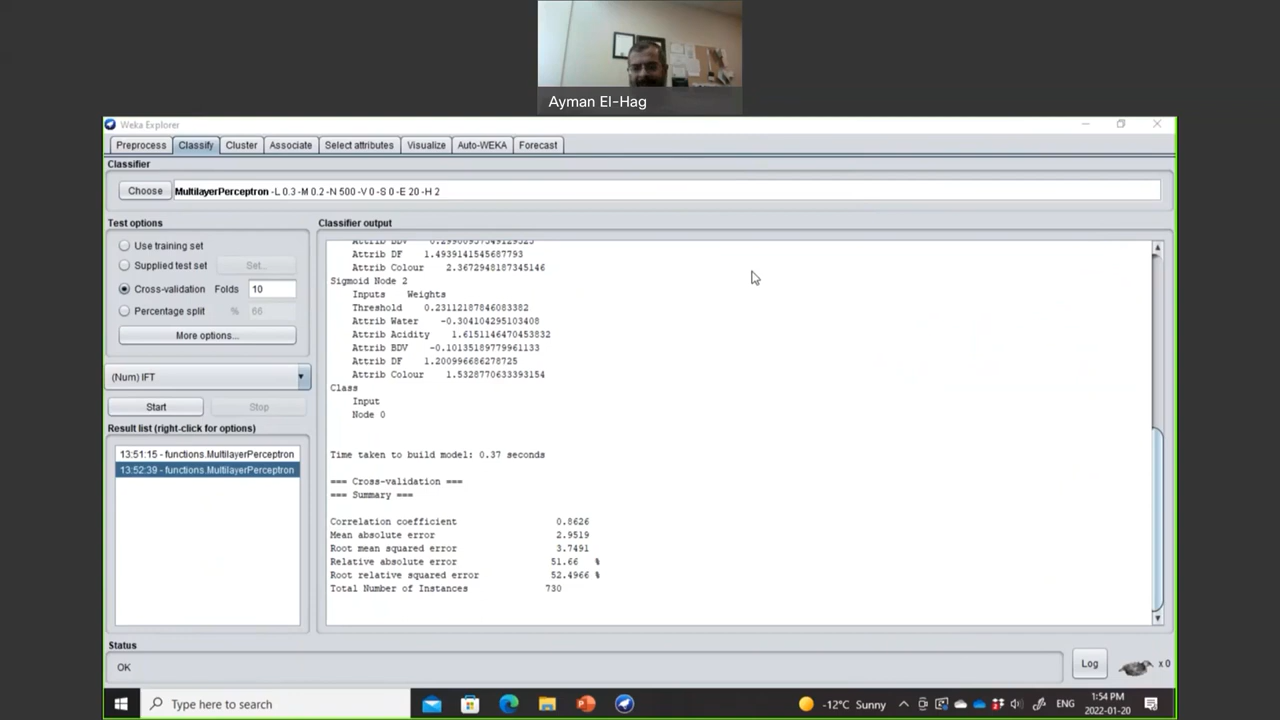 Ayman El-Hag
Weka Explorer
Preprocess Classify Cluster Associate Select attributes Visualize Auto-WEKA Forecast
Classifier
Choose MultilayerPerceptron -L 0.3 -M 0.2 -N 500 -V 0 -S 0 -E 20 -H 2
Test options
Use training set
Supplied test set Set...
Cross-validation Folds 10
Percentage split % 66
More options...
(Num) IFT
Start Stop
Result list (right-click for options)
13:51:15 - functions.MultilayerPerceptron
13:52:39 - functions.MultilayerPerceptron
Classifier output
Attrib BDV
Attrib DF 1.4939141545687793
Attrib Colour 2.3672948187345146
Sigmoid Node 2
Inputs Weights
Threshold 0.23112187846083382
Attrib Water -0.304104295103408
Attrib Acidity 1.6151146470453832
Attrib BDV -0.10135189779961133
Attrib DF 1.200996686278725
Attrib Colour 1.5328770633393154
Class
Input
Node 0
Time taken to build model: 0.37 seconds
=== Cross-validation ===
=== Summary ===
Correlation coefficient 0.8626
Mean absolute error 2.9519
Root mean squared error 3.7491
Relative absolute error 51.66 %
Root relative squared error 52.4966 %
Total Number of Instances 730
Status
OK
Log
x 0
Type here to search
-12°C Sunny
ENG
1:54 PM
2022-01-20